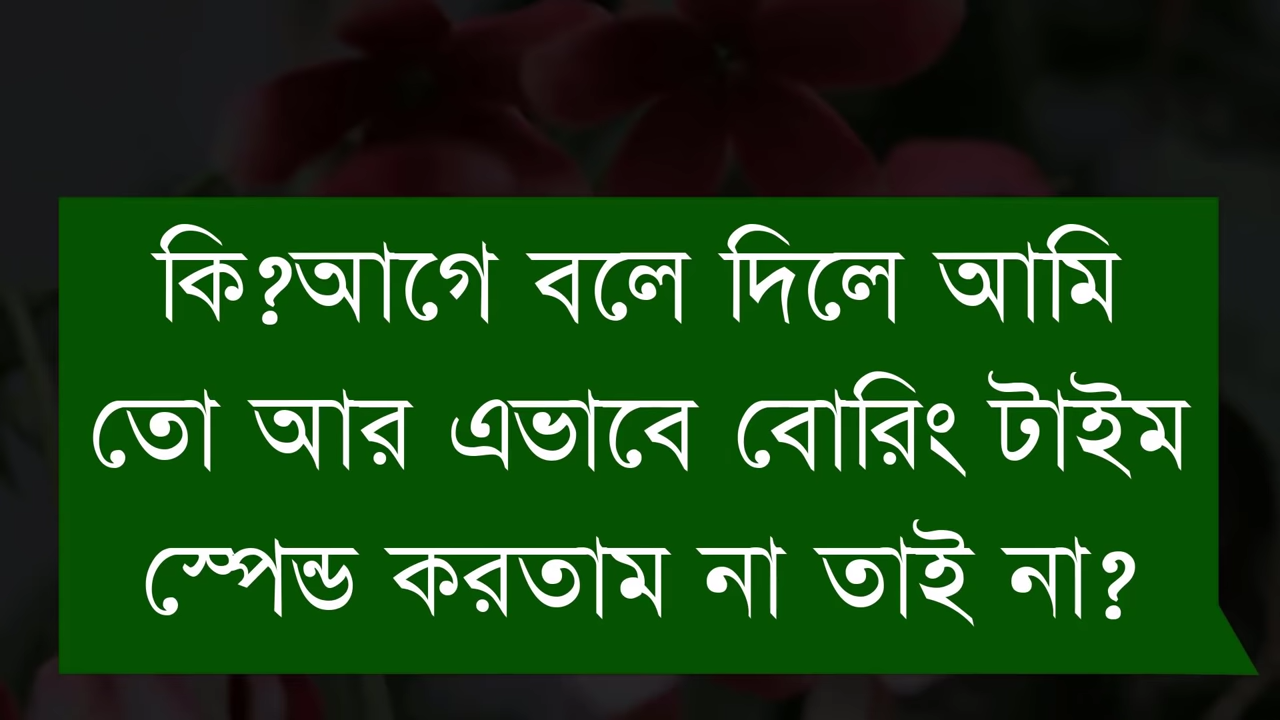 কি?আগে বলে দিলে আমি
তো আর এভাবে বোরিং টাইম
স্পেন্ড করতাম না তাই না?